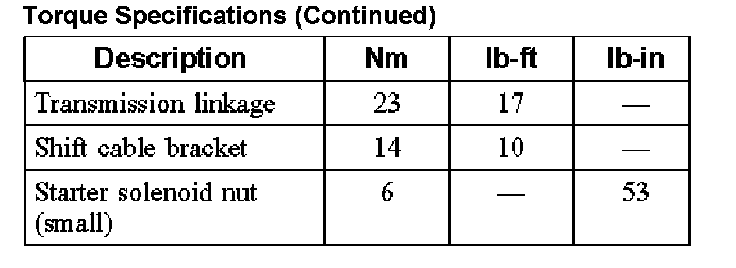 Torque Specifications (Continued)
Description Nm lb-ft lb-in
Transmission linkage 23 17 —
Shift cable bracket 14 10 —
Starter solenoid nut 6 — 53
(small)